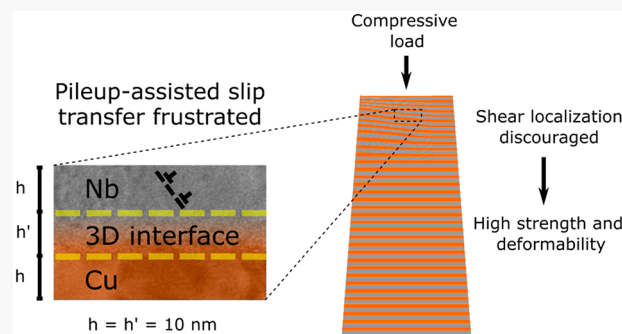 Compressive
load
Pileup-assisted slip
transfer frustrated
Shear localization
discouraged
High strength and
deformability
h
Nb
h'
3D interface
h
Cu
h = h' = 10 nm